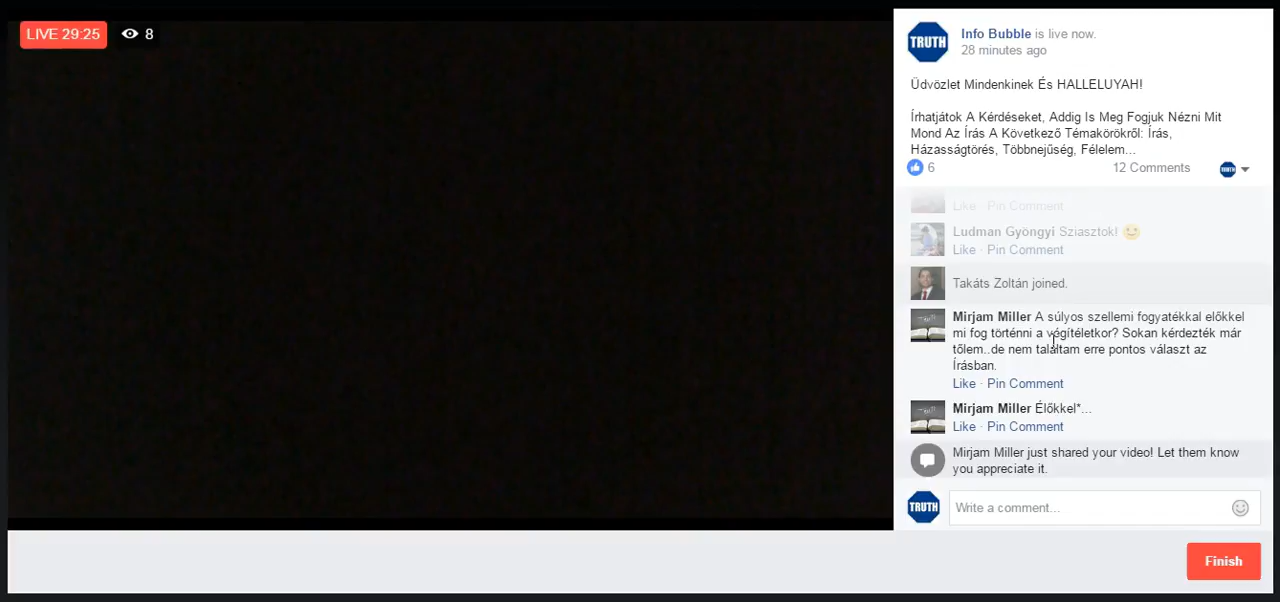 LIVE 29:25
8
TRUTH
Info Bubble is live now.
28 minutes ago
Üdvözlet Mindenkinek És HALLELUYAH!
Írhatjátok A Kérdéseket, Addig Is Meg Fogjuk Nézni Mit
Mond Az Írás A Következő Témakörökről: Írás,
Házasságtörés, Többnejűség, Félelem...
6
12 Comments
TRUTH
Like · Pin Comment
Ludman Gyöngyi Sziasztok!
Like · Pin Comment
Takáts Zoltán joined.
Mirjam Miller A súlyos szellemi fogyatékkal előkkel
mi fog történni a végítéletkor? Sokan kérdezték már
tőlem..de nem találtam erre pontos választ az
Írásban.
Like · Pin Comment
Mirjam Miller Élőkkel*...
Like · Pin Comment
Mirjam Miller just shared your video! Let them know
you appreciate it.
TRUTH
Write a comment...
Finish